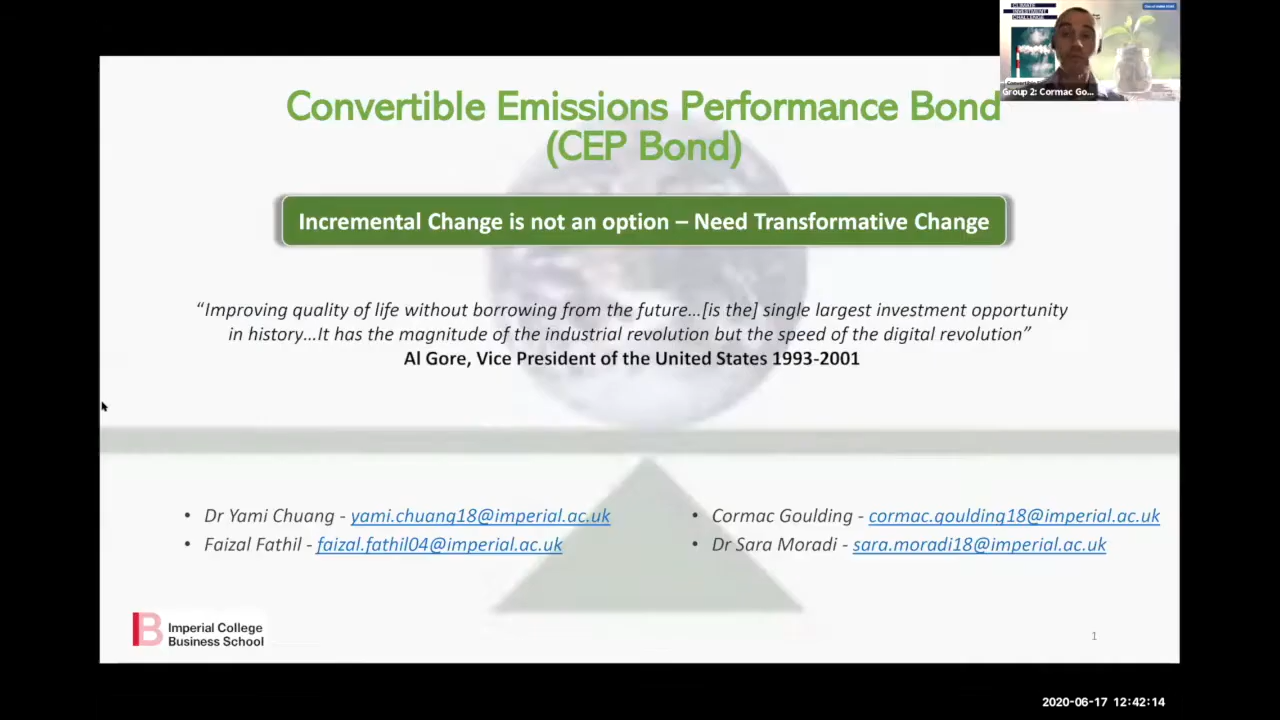 CLIMATE
INVESTMENT
CHALLENGE
Group 2: Cormac Go...
Convertible Emissions Performance Bond
(CEP Bond)
Incremental Change is not an option – Need Transformative Change
“Improving quality of life without borrowing from the future…[is the] single largest investment opportunity
in history…It has the magnitude of the industrial revolution but the speed of the digital revolution”
Al Gore, Vice President of the United States 1993-2001
• Dr Yami Chuang - yami.chuang18@imperial.ac.uk
• Faizal Fathil - faizal.fathil04@imperial.ac.uk
• Cormac Goulding - cormac.goulding18@imperial.ac.uk
• Dr Sara Moradi - sara.moradi18@imperial.ac.uk
Imperial College
Business School
1
2020-06-17 12:42:14